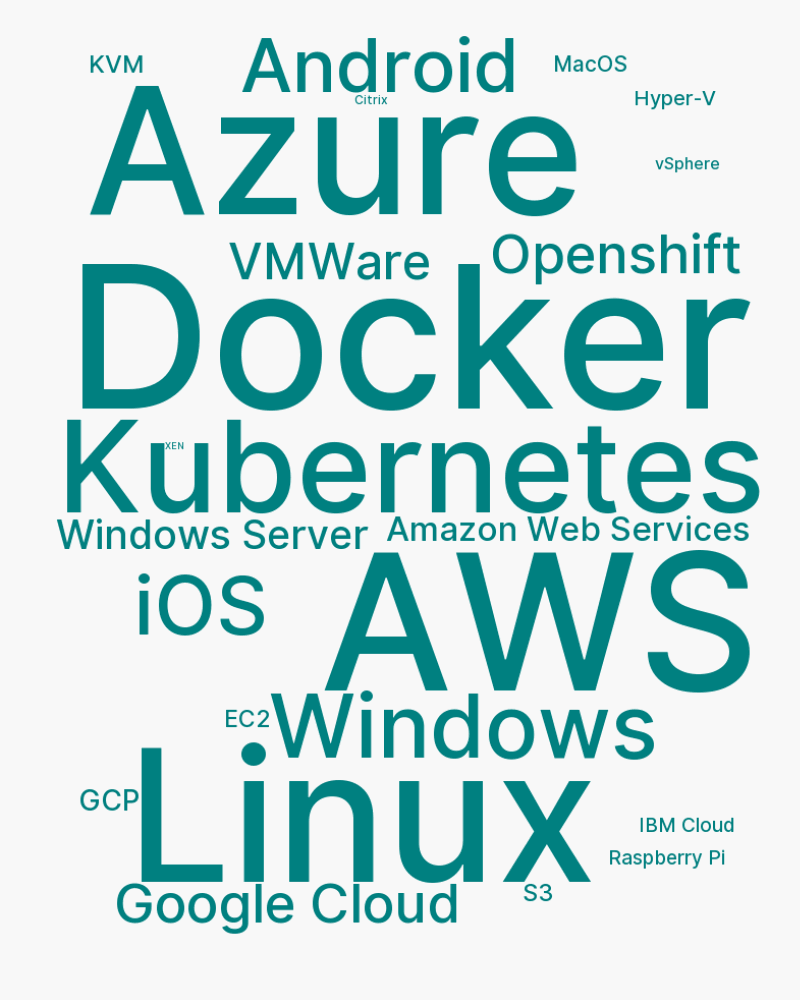 KVM
Android
MacOS
Hyper-V
Citrix
Azure
vSphere
VMWare
Openshift
Docker
Kubernetes
XEN
Windows Server
Amazon Web Services
iOS
AWS
EC2
Windows
GCP
Linux
IBM Cloud
Raspberry Pi
Google Cloud
S3